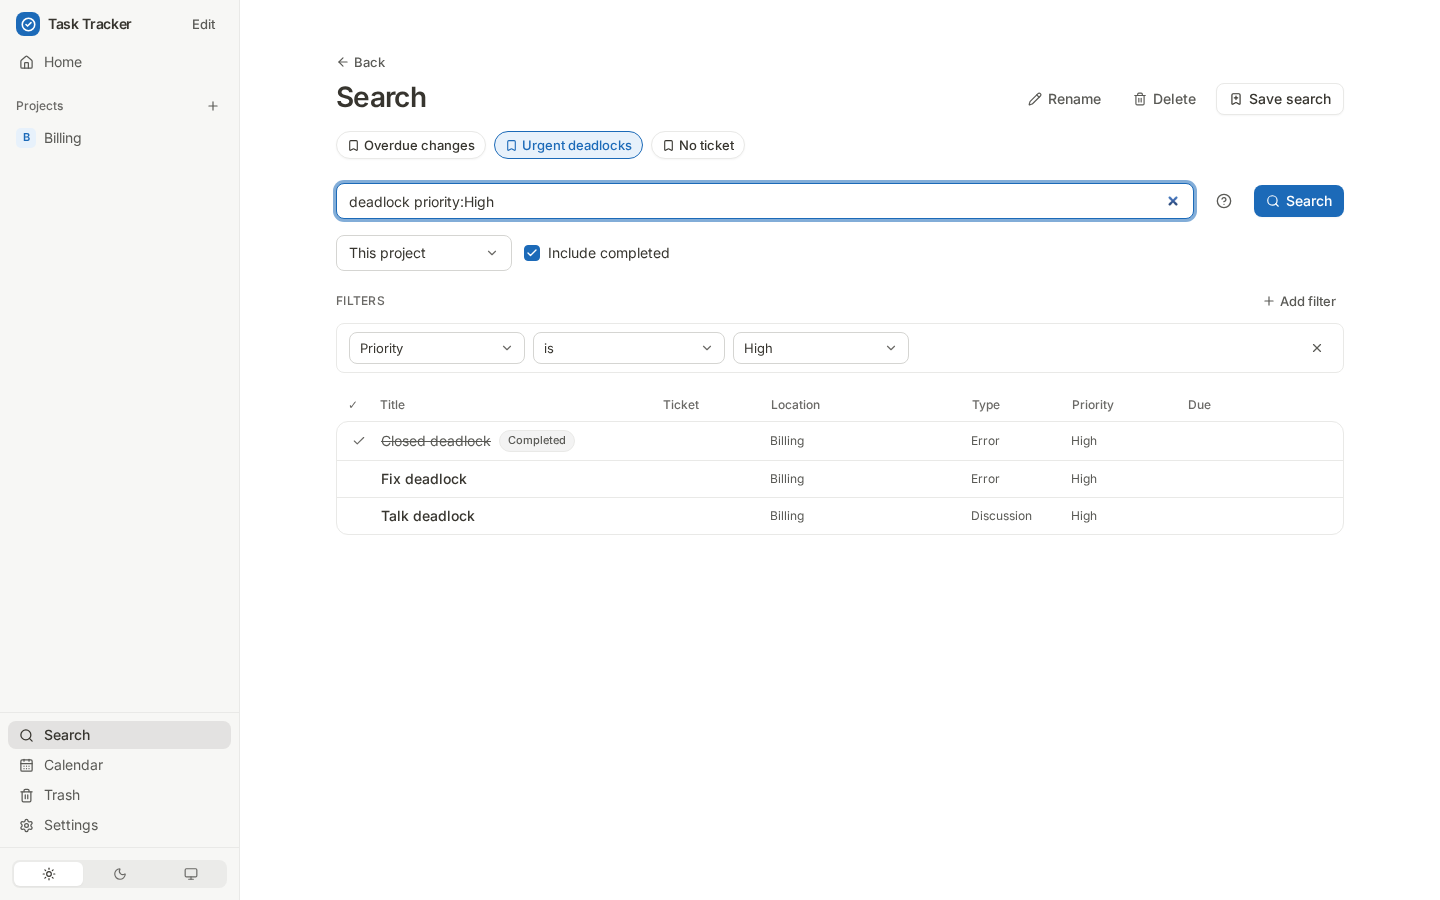 Task Tracker
Edit
Home
Projects
B Billing
Search
Calendar
Trash
Settings
Back
Search
Rename
Delete
Save search
Overdue changes
Urgent deadlocks
No ticket
deadlock priority:High
Search
This project
Include completed
FILTERS
Add filter
Priority
is
High
✓ Title Ticket Location Type Priority Due
Closed deadlock Completed Billing Error High
Fix deadlock Billing Error High
Talk deadlock Billing Discussion High